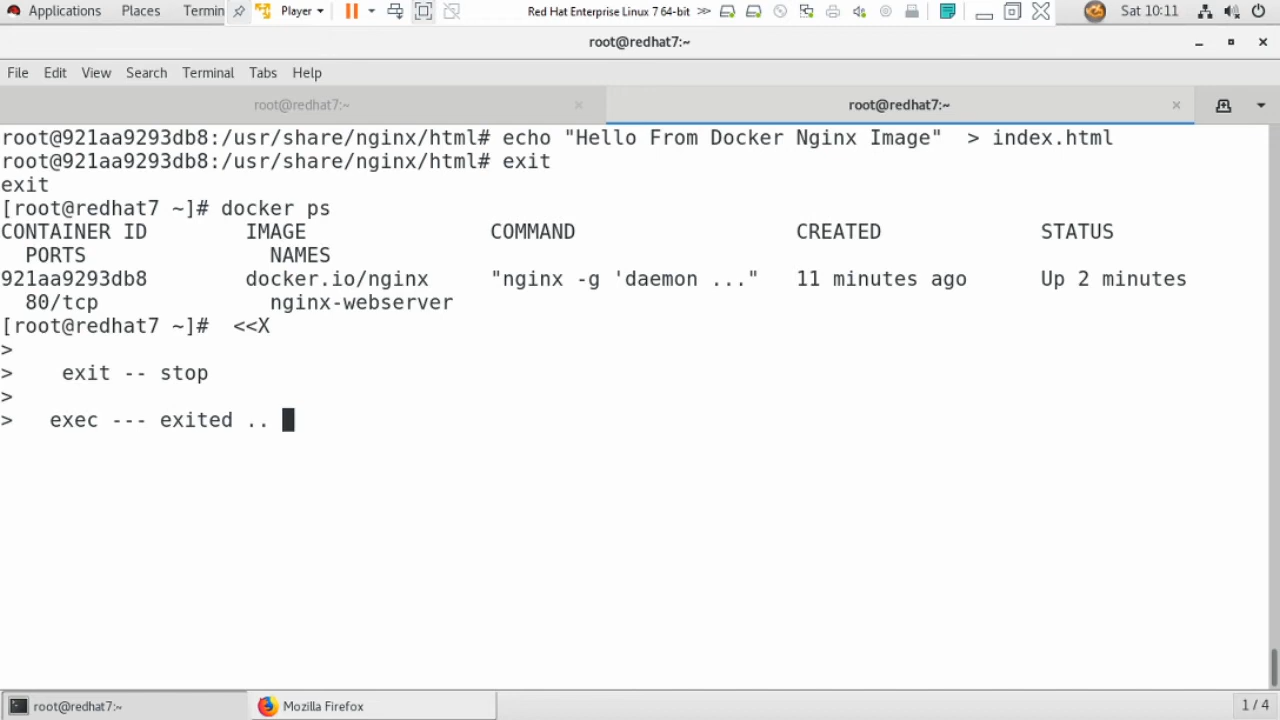 Applications Places Termin Player Red Hat Enterprise Linux 7 64-bit Sat 10:11
root@redhat7:~
File Edit View Search Terminal Tabs Help
root@redhat7:~ root@redhat7:~
root@921aa9293db8:/usr/share/nginx/html# echo "Hello From Docker Nginx Image"  > index.html
root@921aa9293db8:/usr/share/nginx/html# exit
exit
[root@redhat7 ~]# docker ps
CONTAINER ID        IMAGE               COMMAND                  CREATED             STATUS
  PORTS               NAMES
921aa9293db8        docker.io/nginx     "nginx -g 'daemon ..."   11 minutes ago      Up 2 minutes
  80/tcp              nginx-webserver
[root@redhat7 ~]#  <<X
>
>    exit -- stop
>
>   exec --- exited ..
root@redhat7:~ Mozilla Firefox 1 / 4